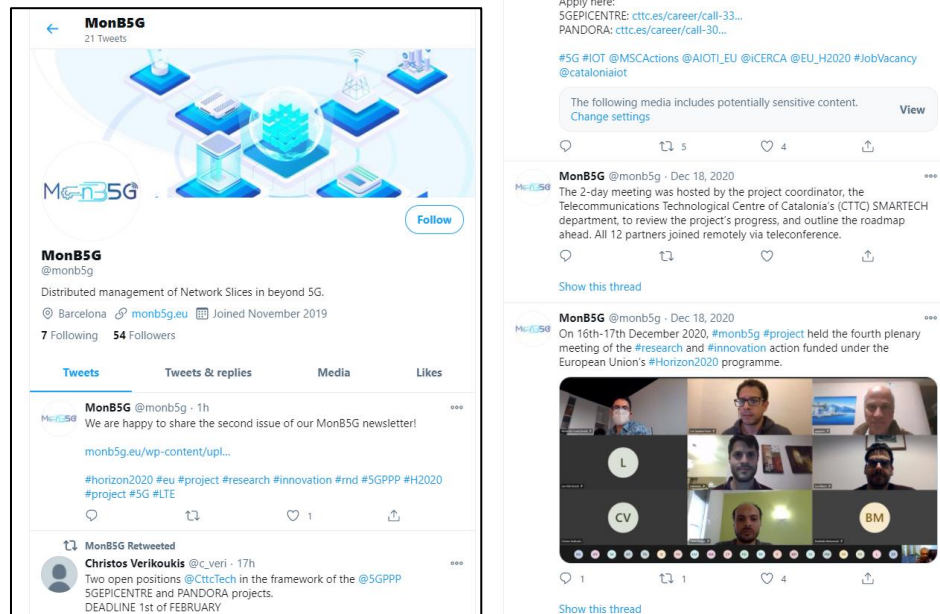 MonB5G
21 Tweets
MonB5G
Follow
MonB5G
@monb5g
Distributed management of Network Slices in beyond 5G.
Barcelona monb5g.eu Joined November 2019
7 Following 54 Followers
Tweets Tweets & replies Media Likes
MonB5G
MonB5G @monb5g · 1h
We are happy to share the second issue of our MonB5G newsletter!
monb5g.eu/wp-content/upl...
#horizon2020 #eu #project #research #innovation #rnd #5GPPP #H2020
#project #5G #LTE
1
MonB5G Retweeted
Christos Verikoukis @c_veri · 17h
Two open positions @CttcTech in the framework of the @5GPPP
5GEPICENTRE and PANDORA projects.
DEADLINE 1st of FEBRUARY
Apply here:
5GEPICENTRE: cttc.es/career/call-33...
PANDORA: cttc.es/career/call-30...
#5G #IOT @MSCActions @AIOTI_EU @iCERCA @EU_H2020 #JobVacancy
@cataloniaiot
The following media includes potentially sensitive content.
Change settings
View
5 4
MonB5G
MonB5G @monb5g · Dec 18, 2020
The 2-day meeting was hosted by the project coordinator, the
Telecommunications Technological Centre of Catalonia's (CTTC) SMARTECH
department, to review the project's progress, and outline the roadmap
ahead. All 12 partners joined remotely via teleconference.
Show this thread
MonB5G
MonB5G @monb5g · Dec 18, 2020
On 16th-17th December 2020, #monb5g #project held the fourth plenary
meeting of the #research and #innovation action funded under the
European Union's #Horizon2020 programme.
L
CV
BM
1 1 4
Show this thread